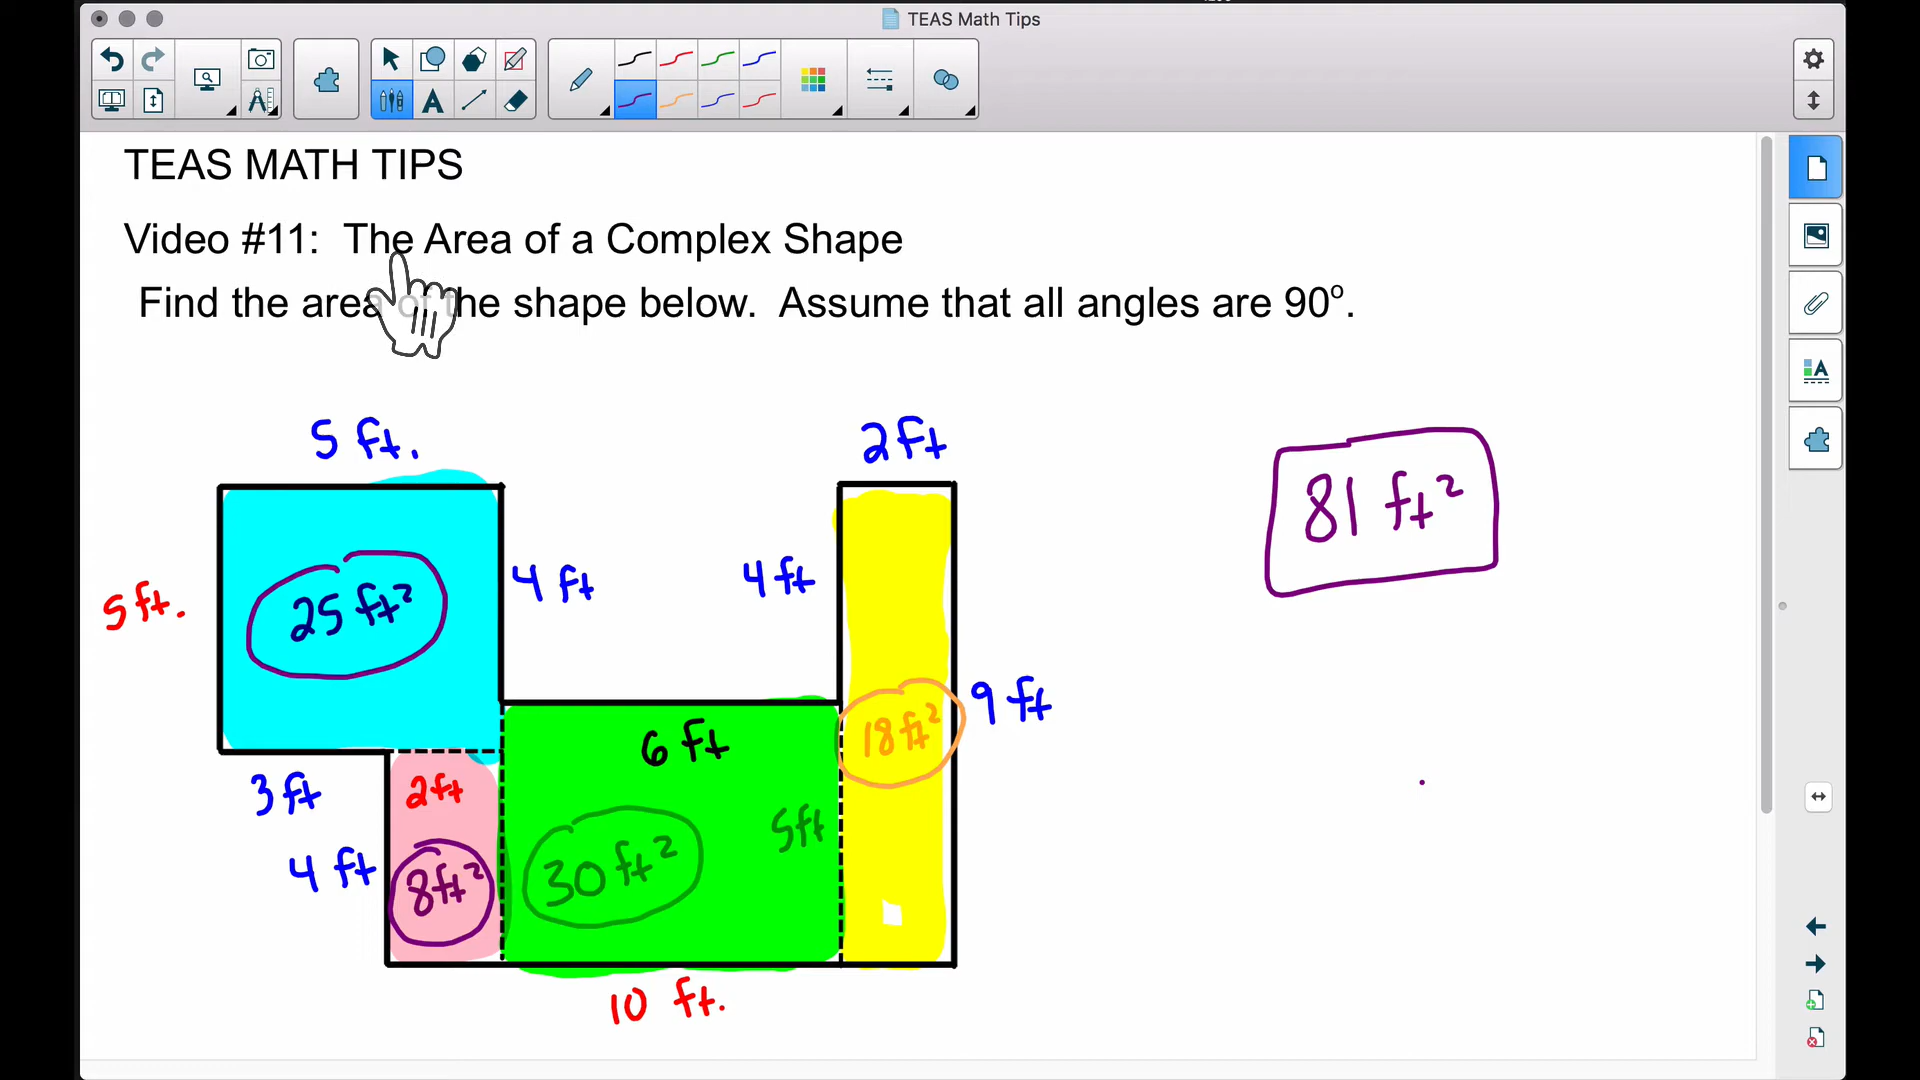 TEAS Math Tips
TEAS MATH TIPS
Video #11: The Area of a Complex Shape
Find the area of the shape below. Assume that all angles are 90°.
5 ft.
2 ft
81 ft²
5 ft.
25 ft²
4 ft
4 ft
9 ft
6 ft
18 ft²
3 ft
2 ft
5 ft
4 ft
8 ft²
30 ft²
10 ft.